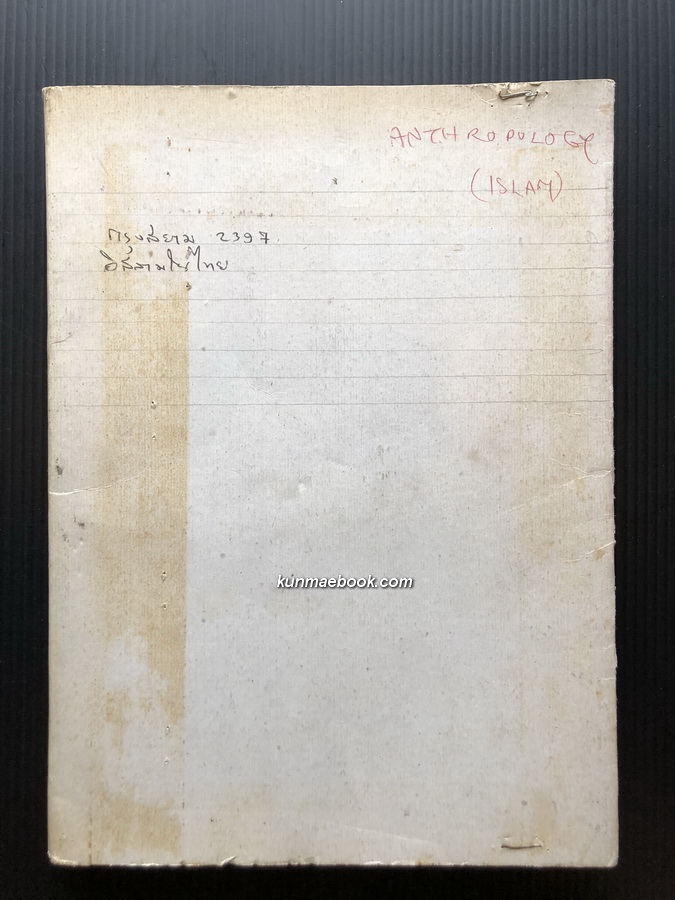 ANTHROPOLOGY
(ISLAM)
กรุงสยาม 2397
อิสลามในไทย
kunmaebook.com